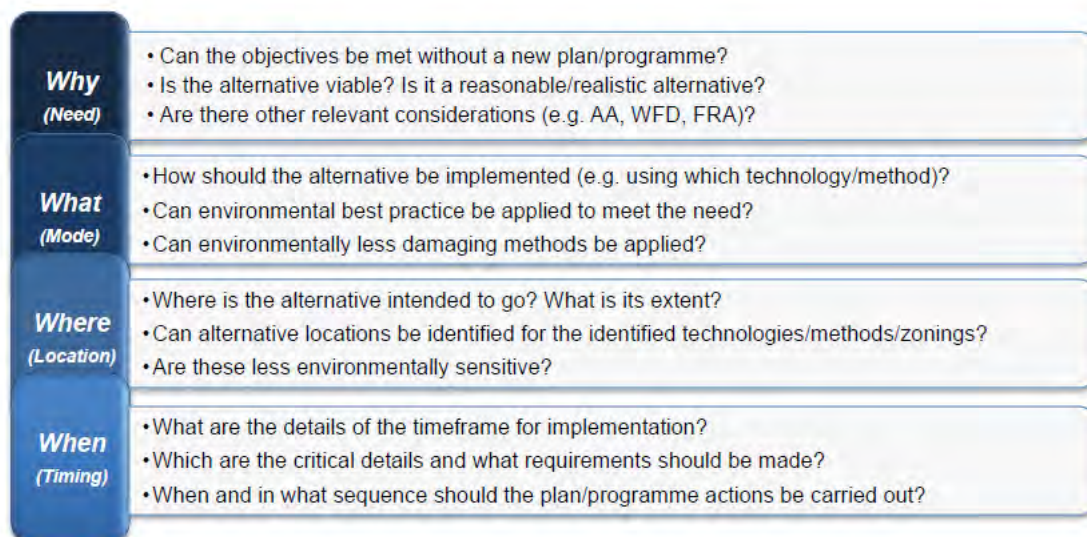 Why
(Need)
• Can the objectives be met without a new plan/programme?
• Is the alternative viable? Is it a reasonable/realistic alternative?
• Are there other relevant considerations (e.g. AA, WFD, FRA)?
What
(Mode)
•How should the alternative be implemented (e.g. using which technology/method)?
•Can environmental best practice be applied to meet the need?
•Can environmentally less damaging methods be applied?
Where
(Location)
•Where is the alternative intended to go? What is its extent?
•Can alternative locations be identified for the identified technologies/methods/zonings?
•Are these less environmentally sensitive?
When
(Timing)
•What are the details of the timeframe for implementation?
•Which are the critical details and what requirements should be made?
•When and in what sequence should the plan/programme actions be carried out?